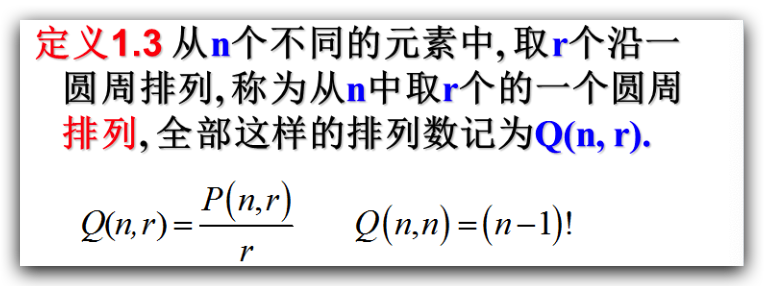 定义1.3 从n个不同的元素中, 取r个沿一
圆周排列, 称为从n中取r个的一个圆周
排列, 全部这样的排列数记为Q(n, r).
Q(n,r)=P(n,r)/r Q(n,n)=(n−1)!